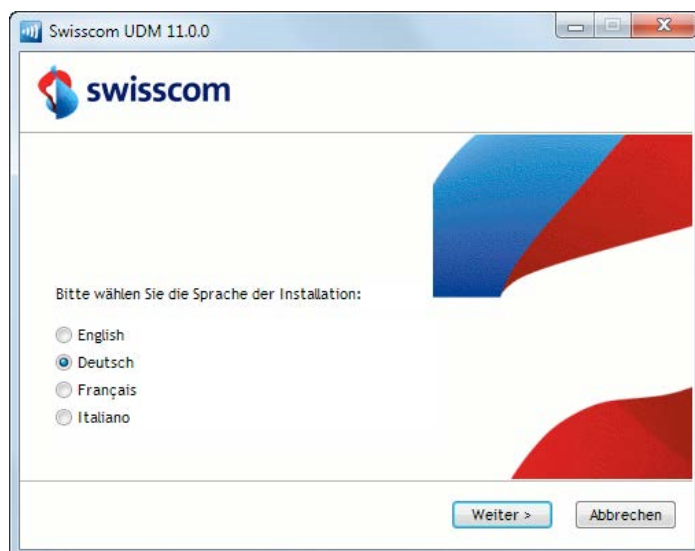 Swisscom UDM 11.0.0
swisscom
Bitte wählen Sie die Sprache der Installation:
English
Deutsch
Français
Italiano
Weiter >
Abbrechen